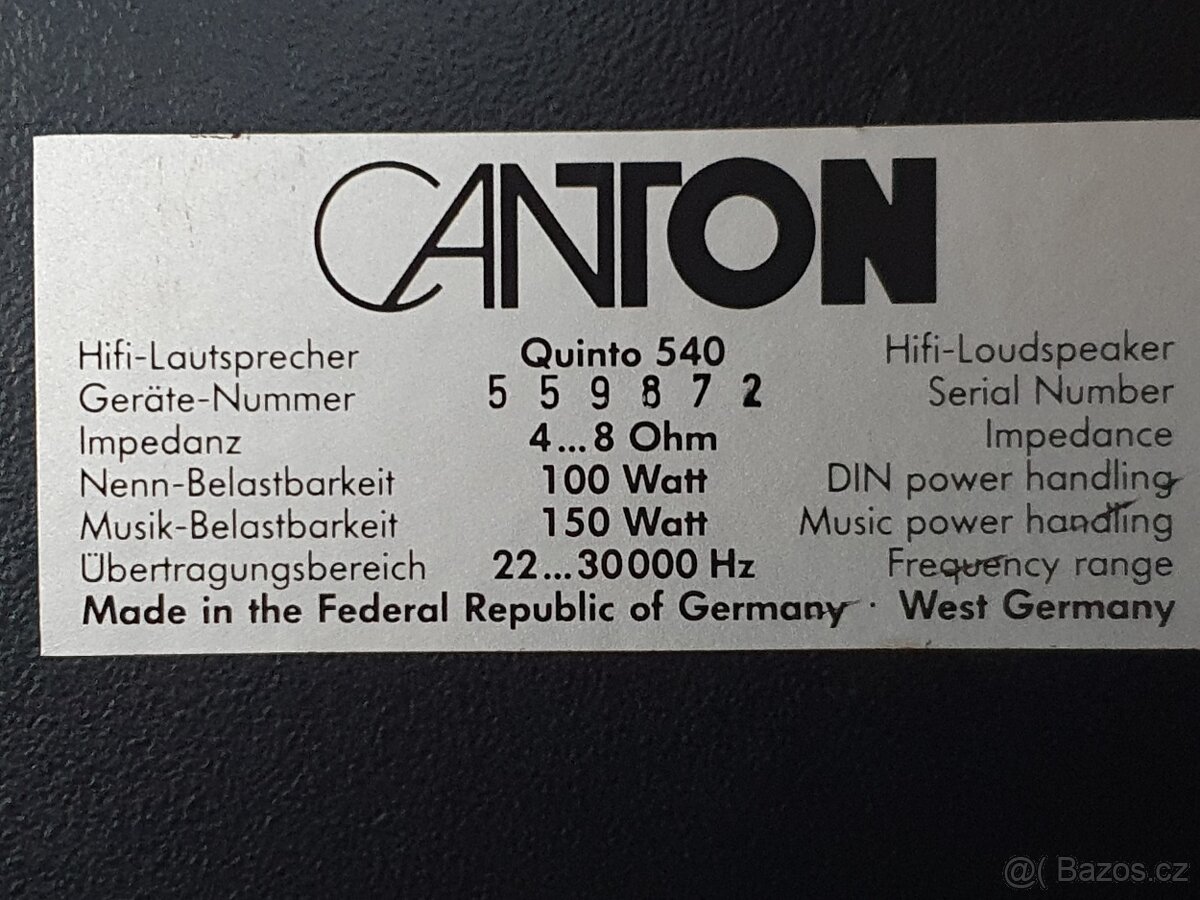 CANTON
Hifi-Lautsprecher Quinto 540 Hifi-Loudspeaker
Geräte-Nummer 5 5 9 8 7 2 Serial Number
Impedanz 4...8 Ohm Impedance
Nenn-Belastbarkeit 100 Watt DIN power handling
Musik-Belastbarkeit 150 Watt Music power handling
Übertragungsbereich 22...30000 Hz Frequency range
Made in the Federal Republic of Germany · West Germany
@( Bazos.cz